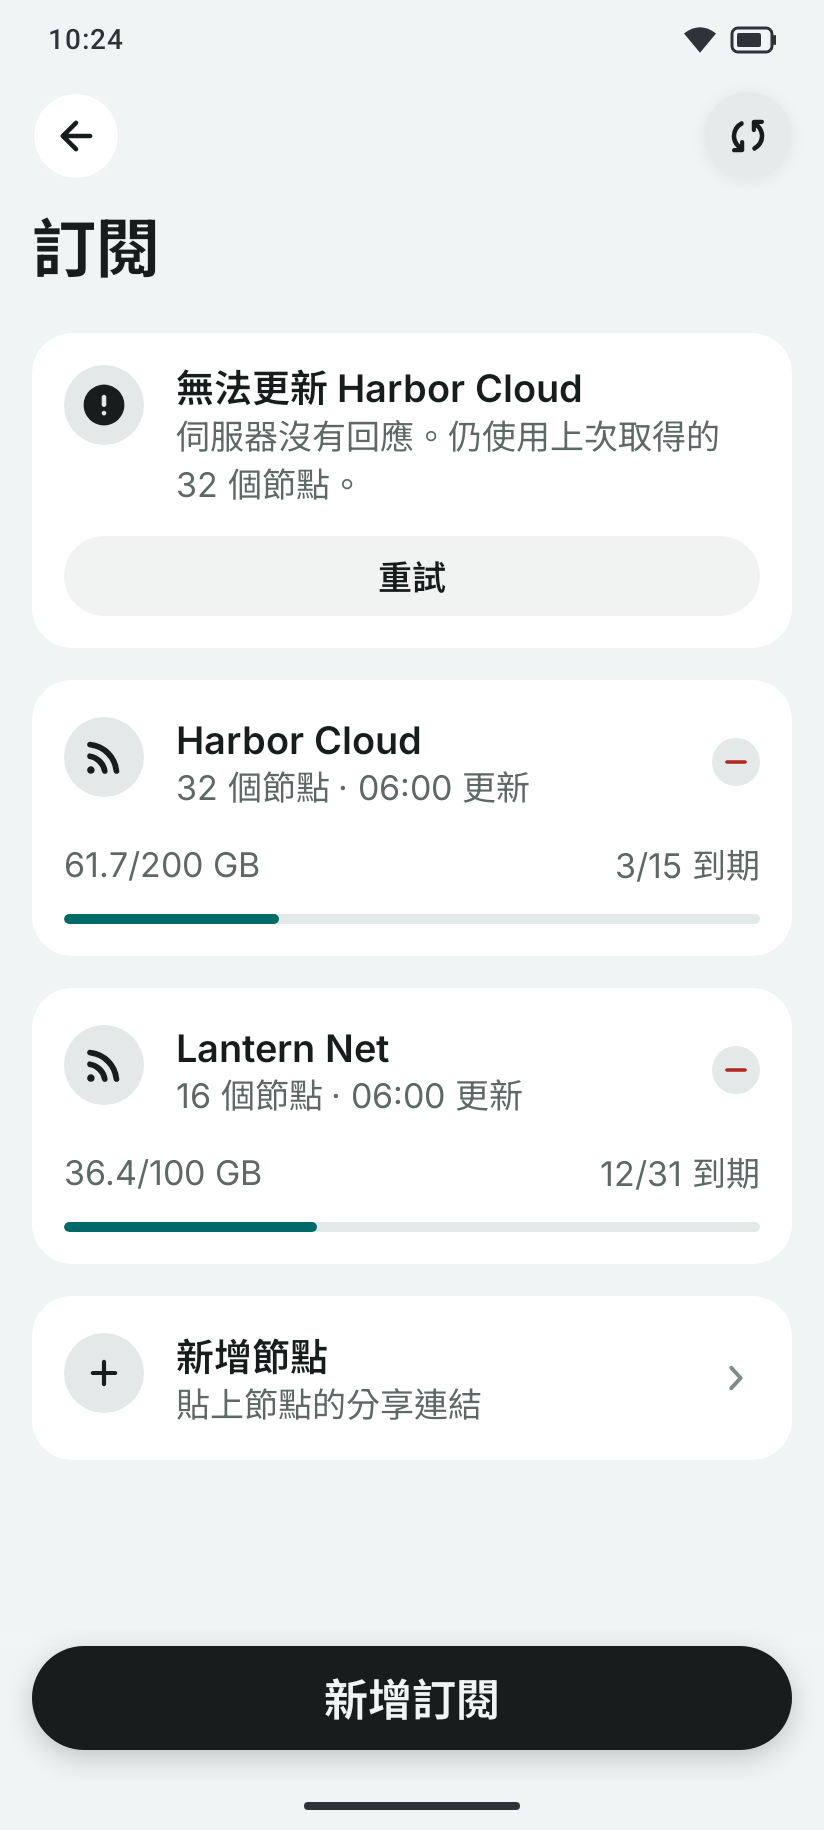 10:24
訂閱
無法更新 Harbor Cloud
伺服器沒有回應。仍使用上次取得的
32 個節點。
重試
Harbor Cloud
32 個節點 · 06:00 更新
61.7/200 GB
3/15 到期
Lantern Net
16 個節點 · 06:00 更新
36.4/100 GB
12/31 到期
新增節點
貼上節點的分享連結
新增訂閱